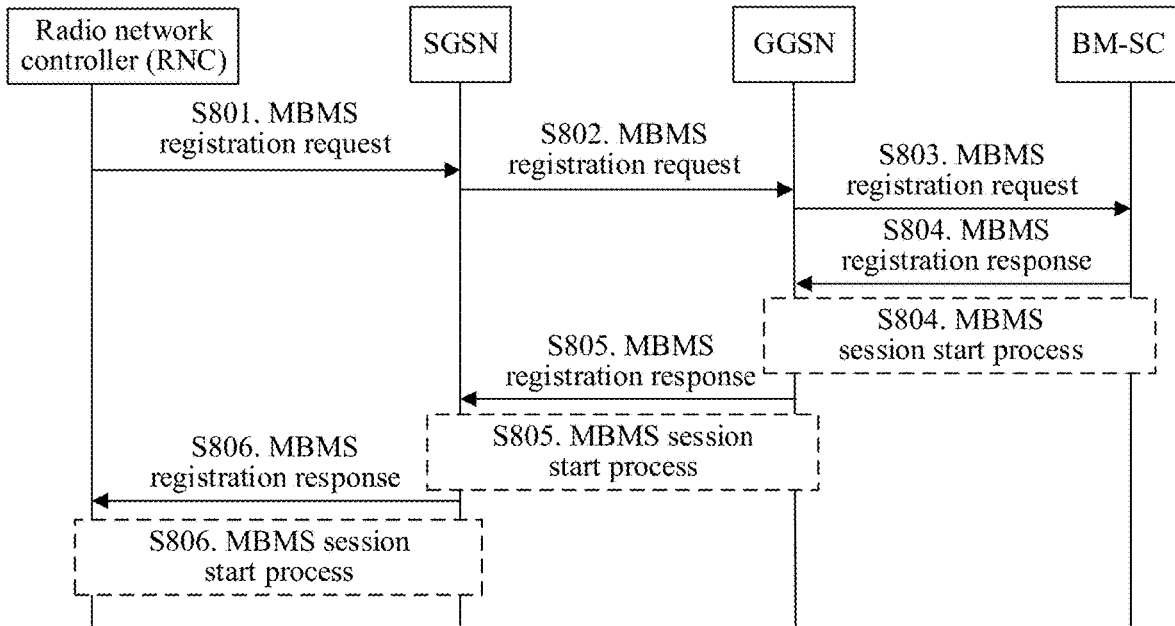 Radio network
controller (RNC)
SGSN
GGSN
BM-SC
S801. MBMS
registration request
S802. MBMS
registration request
S803. MBMS
registration request
S804. MBMS
registration response
S804. MBMS
session start process
S805. MBMS
registration response
S805. MBMS session
start process
S806. MBMS
registration response
S806. MBMS session
start process